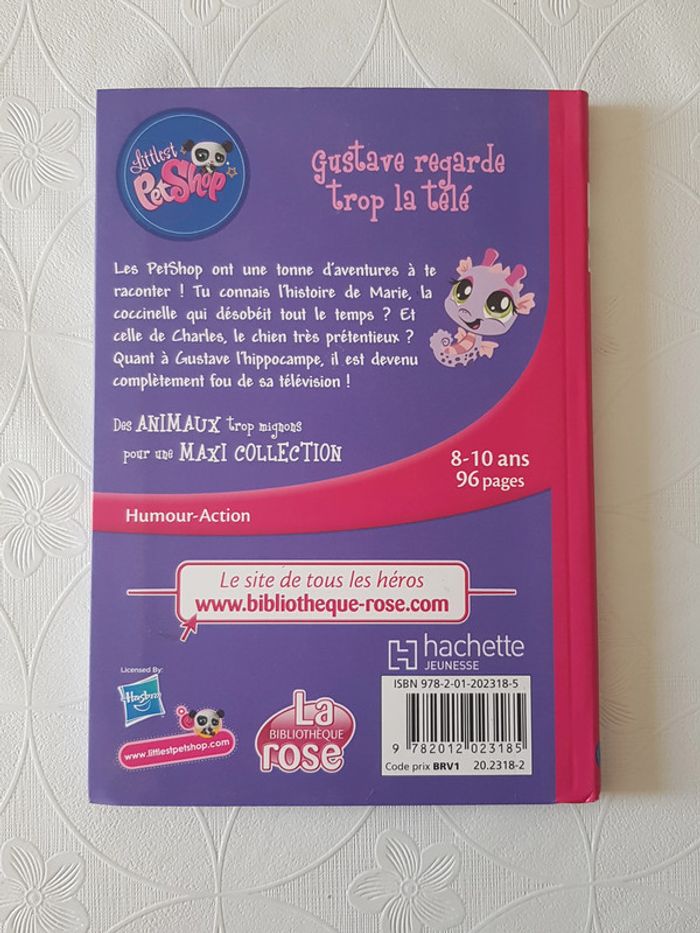 Littlest
PetShop
Gustave regarde
trop la télé
Les PetShop ont une tonne d'aventures à te
raconter ! Tu connais l'histoire de Marie, la
coccinelle qui désobéit tout le temps ? Et
celle de Charles, le chien très prétentieux ?
Quant à Gustave l'hippocampe, il est devenu
complètement fou de sa télévision !
Des ANIMAUX trop mignons
pour une MAXI COLLECTION
8-10 ans
96 pages
Humour-Action
Le site de tous les héros
www.bibliotheque-rose.com
hachette
JEUNESSE
Licensed By:
Hasbro
www.littlestpetshop.com
La
BIBLIOTHÈQUE
rose
ISBN 978-2-01-202318-5
9 782012 023185
Code prix BRV1 20.2318-2